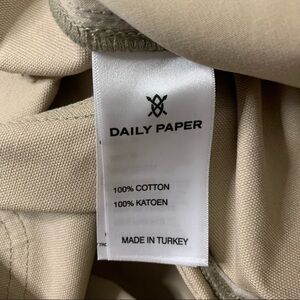 DAILY PAPER
100% COTTON
100% KATOEN
MADE IN TURKEY